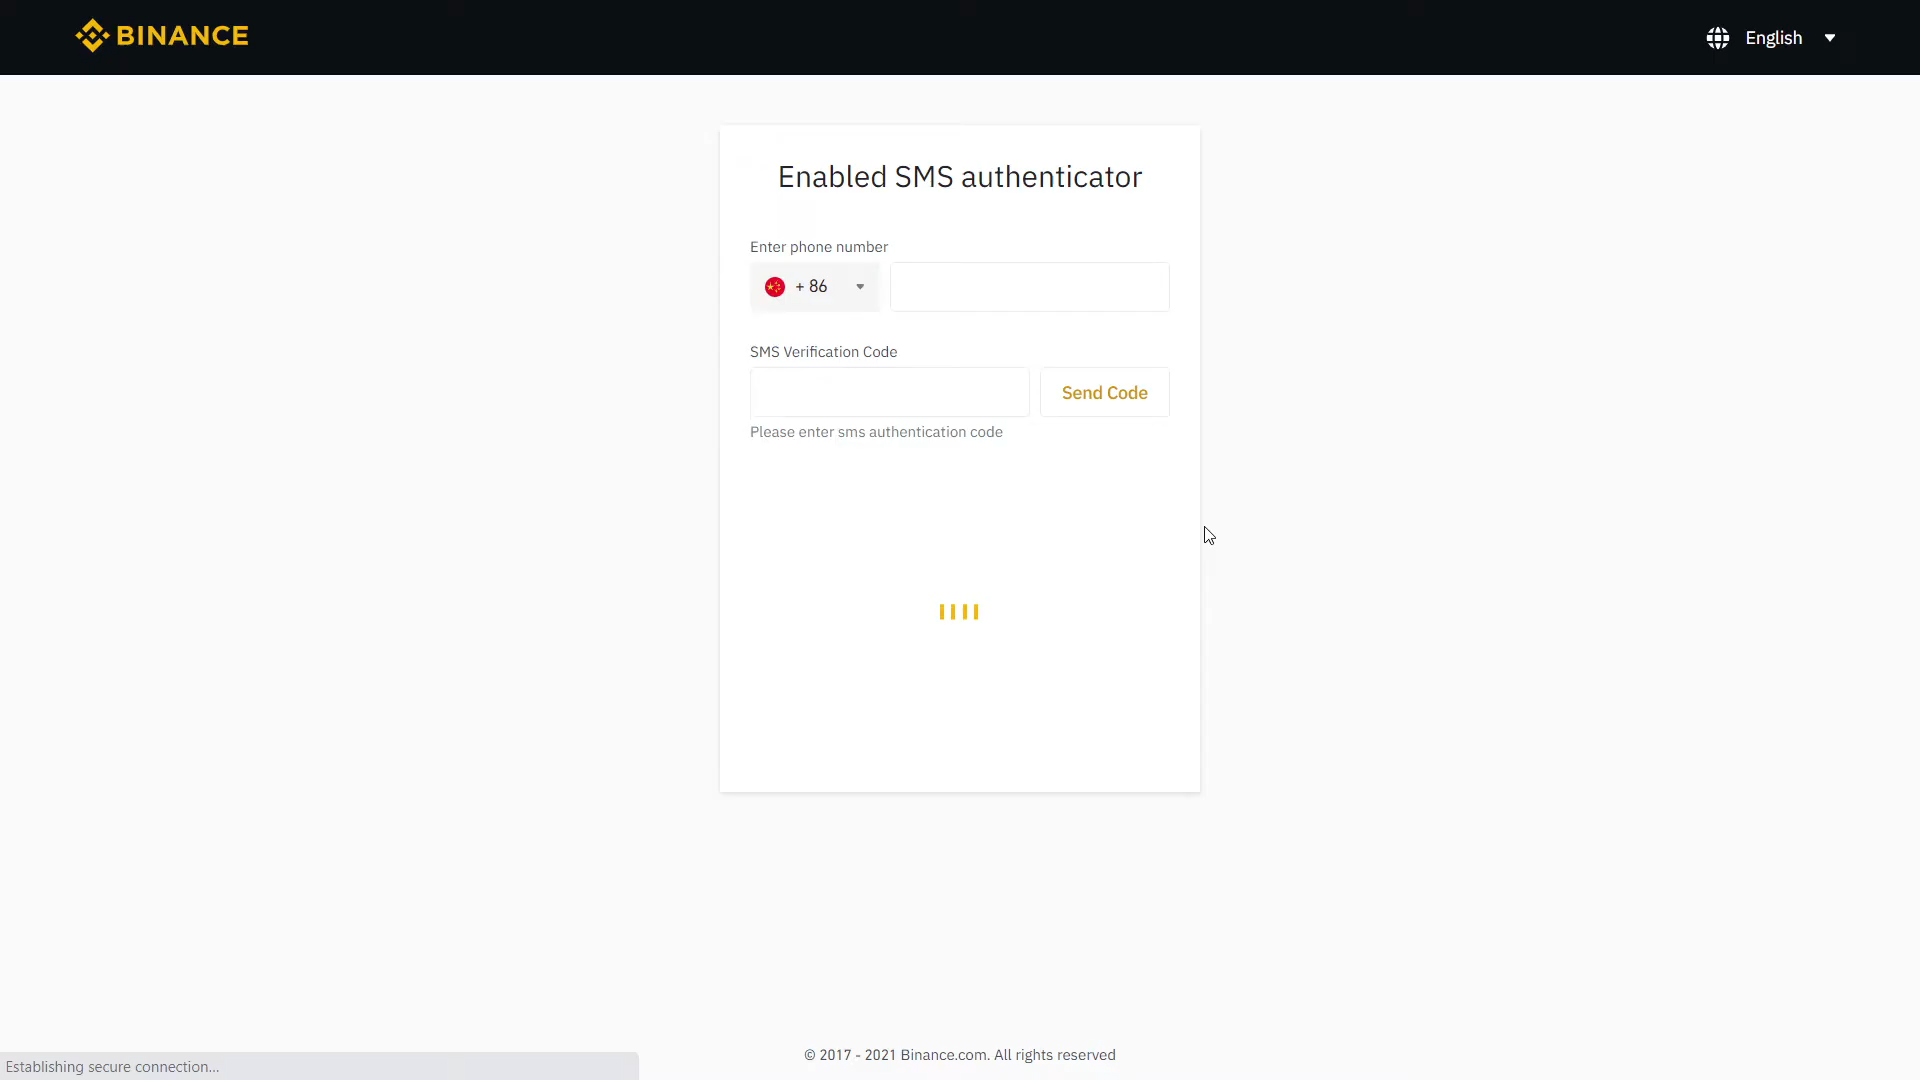 BINANCE
English
Enabled SMS authenticator
Enter phone number
+ 86
SMS Verification Code
Send Code
Please enter sms authentication code
© 2017 - 2021 Binance.com. All rights reserved
Establishing secure connection...